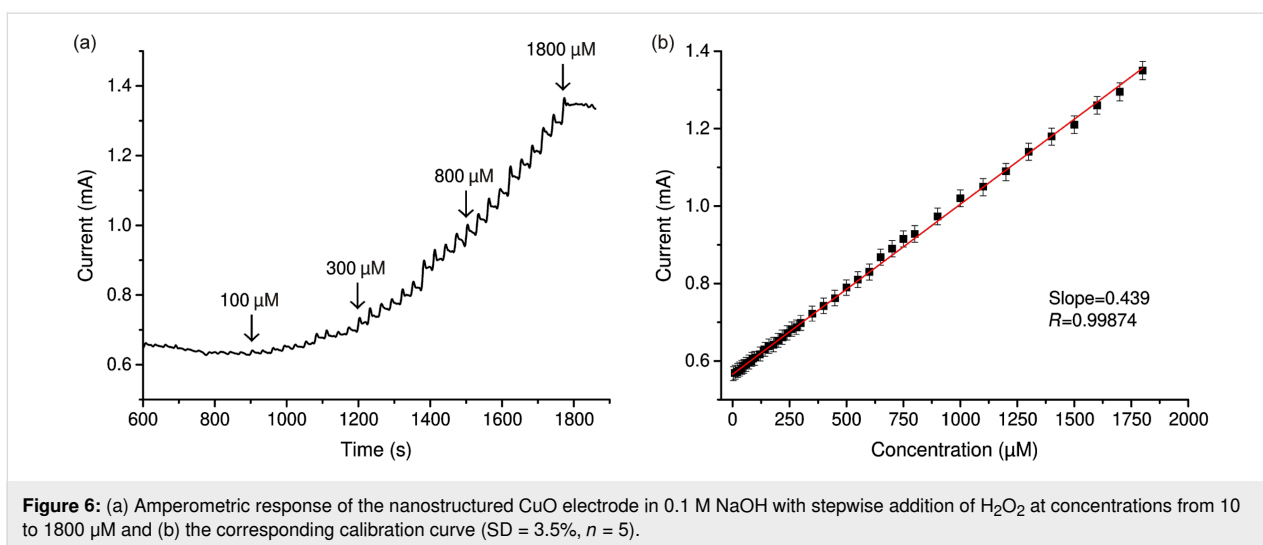 (a)
1800 µM
800 µM
300 µM
100 µM
1.4
1.2
1.0
0.8
0.6
Current (mA)
600 800 1000 1200 1400 1600 1800
Time (s)
(b)
1.4
1.2
1.0
0.8
0.6
Current (mA)
Slope=0.439
R=0.99874
0 250 500 750 1000 1250 1500 1750 2000
Concentration (µM)
Figure 6: (a) Amperometric response of the nanostructured CuO electrode in 0.1 M NaOH with stepwise addition of H₂O₂ at concentrations from 10
to 1800 µM and (b) the corresponding calibration curve (SD = 3.5%, n = 5).